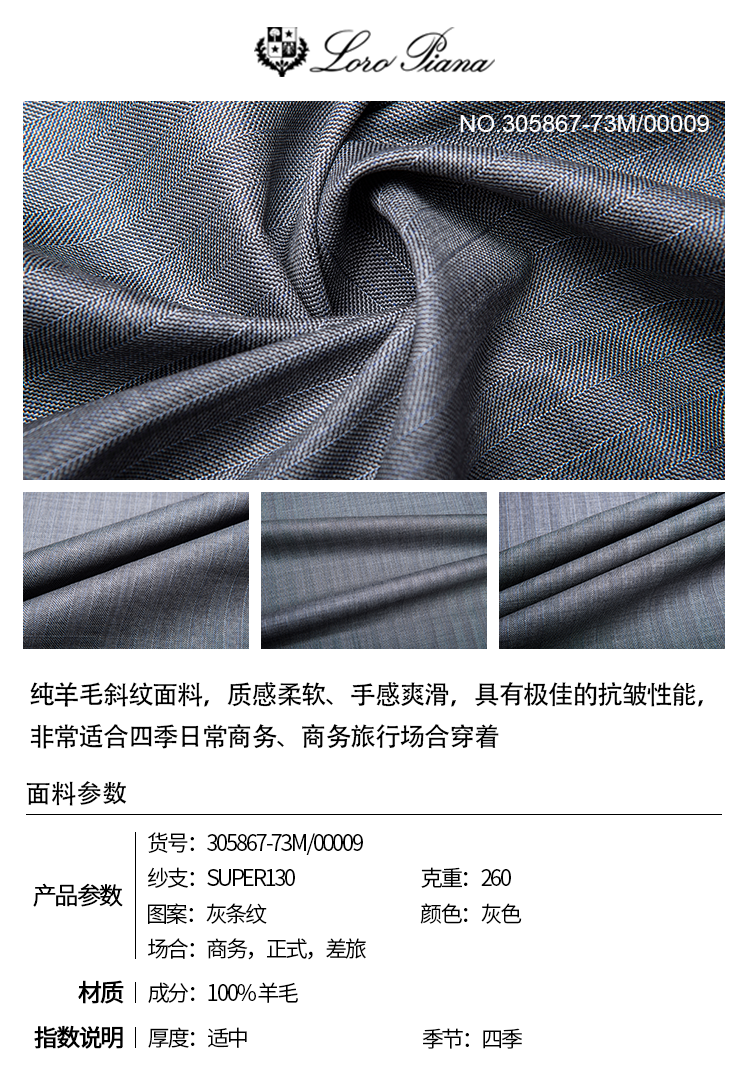 Loro Piana
NO.305867-73M/00009
纯羊毛斜纹面料，质感柔软、手感爽滑，具有极佳的抗皱性能，
非常适合四季日常商务、商务旅行场合穿着
面料参数
产品参数
货号：305867-73M/00009
纱支：SUPER130 克重：260
图案：灰条纹 颜色：灰色
场合：商务，正式，差旅
材质 成分：100%羊毛
指数说明 厚度：适中 季节：四季